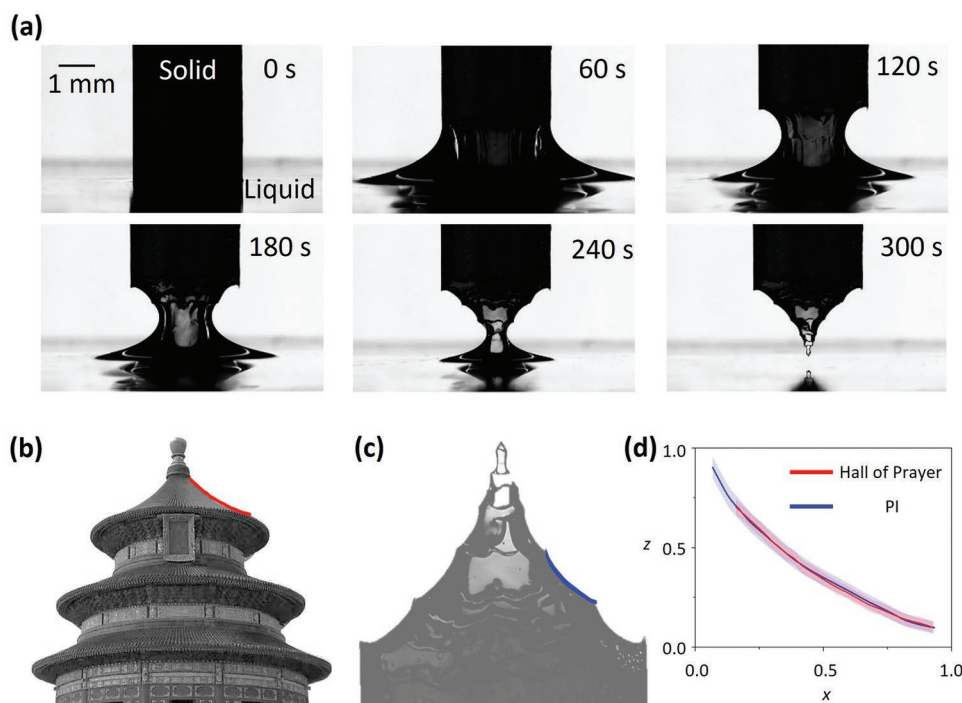 (a)
Solid
0 s
1 mm
Liquid
60 s
120 s
180 s
240 s
300 s
(b)
(c)
(d)
1.0
Hall of Prayer
PI
z
0.5
0.0
0.0
0.5
1.0
x